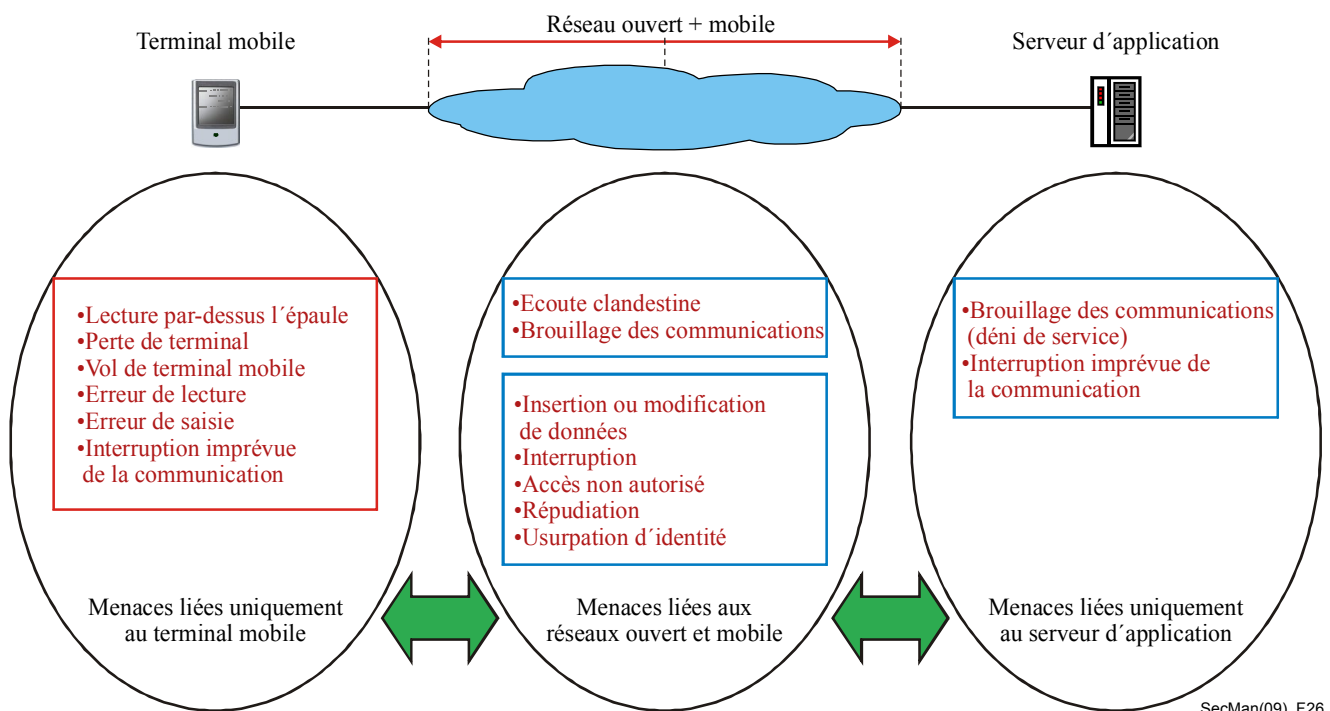 Réseau ouvert + mobile
Terminal mobile
Serveur d´application
•Lecture par-dessus l´épaule
•Perte de terminal
•Vol de terminal mobile
•Erreur de lecture
•Erreur de saisie
•Interruption imprévue
de la communication
Menaces liées uniquement
au terminal mobile
•Ecoute clandestine
•Brouillage des communications
•Insertion ou modification
de données
•Interruption
•Accès non autorisé
•Répudiation
•Usurpation d´identité
Menaces liées aux
réseaux ouvert et mobile
•Brouillage des communications
(déni de service)
•Interruption imprévue de
la communication
Menaces liées uniquement
au serveur d´application
SecMan(09)_F26